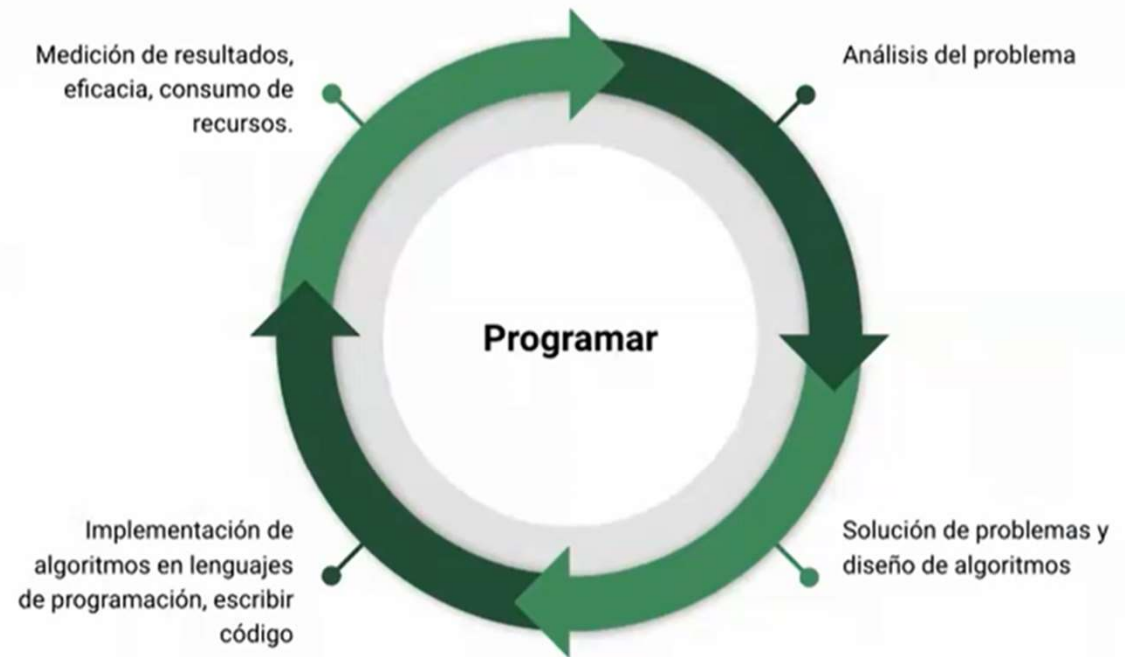 Medición de resultados,
eficacia, consumo de
recursos.
Análisis del problema
Programar
Implementación de
algoritmos en lenguajes
de programación, escribir
código
Solución de problemas y
diseño de algoritmos